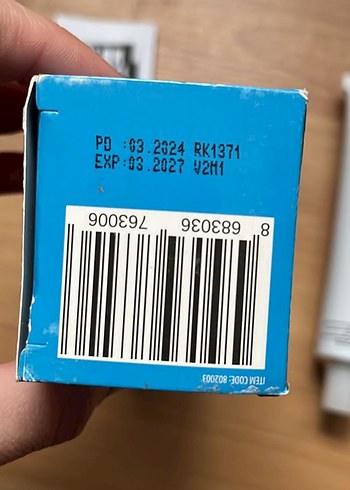 PD :03.2024 RK1371
EXP:03.2027 V2M1
8 683036 763006
ITEM CODE: 802003